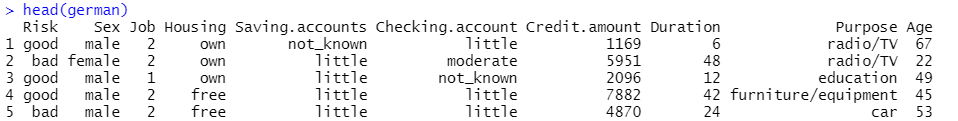 > head(german)
Risk Sex Job Housing Saving.accounts Checking.account Credit.amount Duration Purpose Age
1 good male 2 own not_known little 1169 6 radio/TV 67
2 bad female 2 own little moderate 5951 48 radio/TV 22
3 good male 1 own little not_known 2096 12 education 49
4 good male 2 free little little 7882 42 furniture/equipment 45
5 bad male 2 free little little 4870 24 car 53